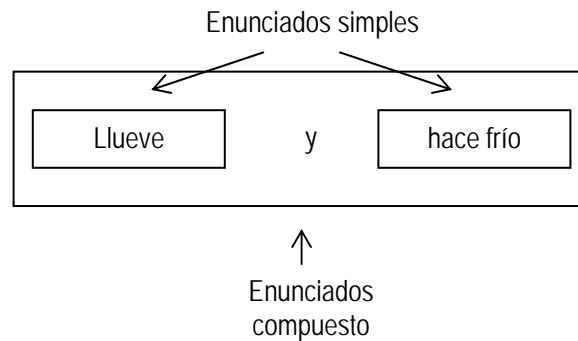 Enunciados simples
Llueve y hace frío
Enunciados
compuesto